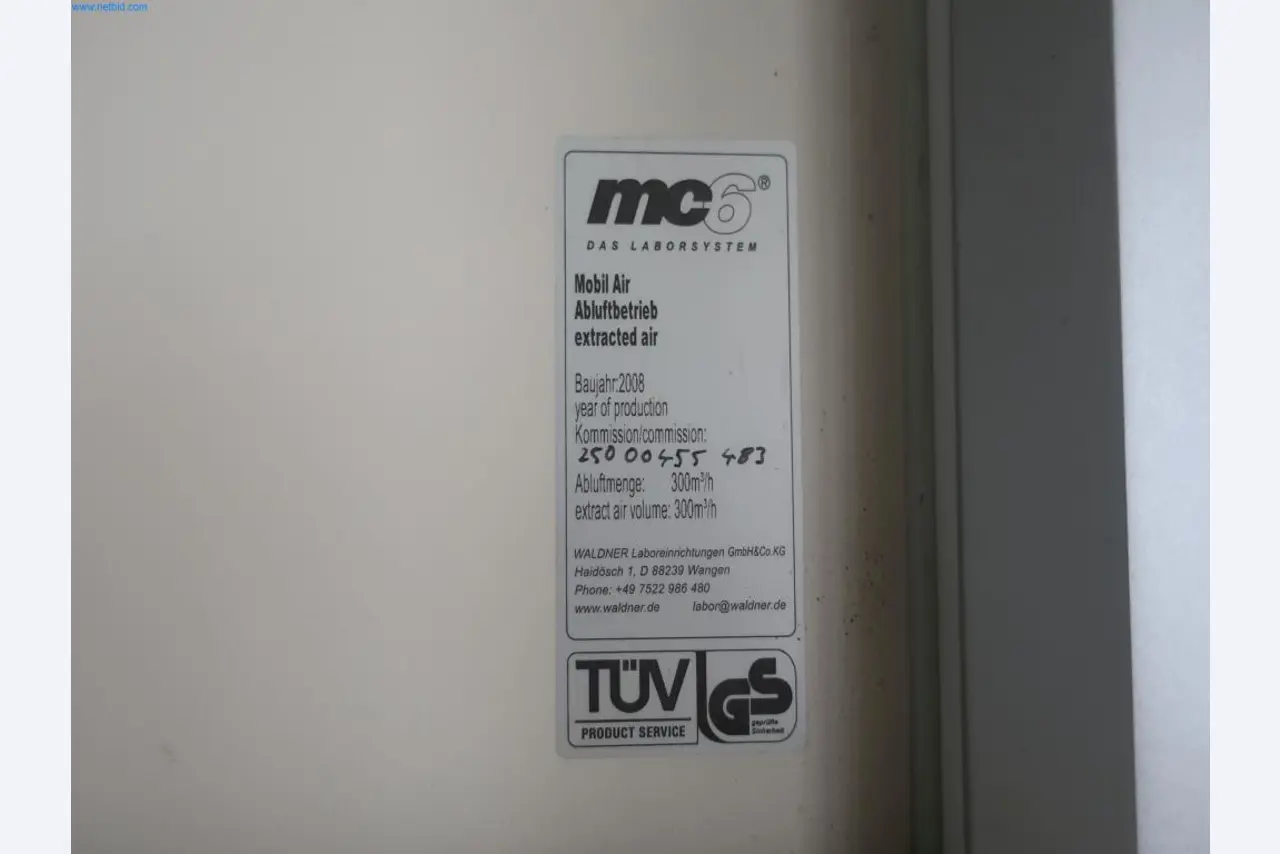 www.netbid.com
mc6®
DAS LABORSYSTEM
Mobil Air
Abluftbetrieb
extracted air
Baujahr:2008
year of production
Kommission/commission:
250 00455 483
Abluftmenge: 300m³/h
extract air volume: 300m³/h
WALDNER Laboreinrichtungen GmbH&Co.KG
Haidösch 1, D 88239 Wangen
Phone: +49 7522 986 480
www.waldner.de labor@waldner.de
TÜV
PRODUCT SERVICE
GS
geprüfte
Sicherheit